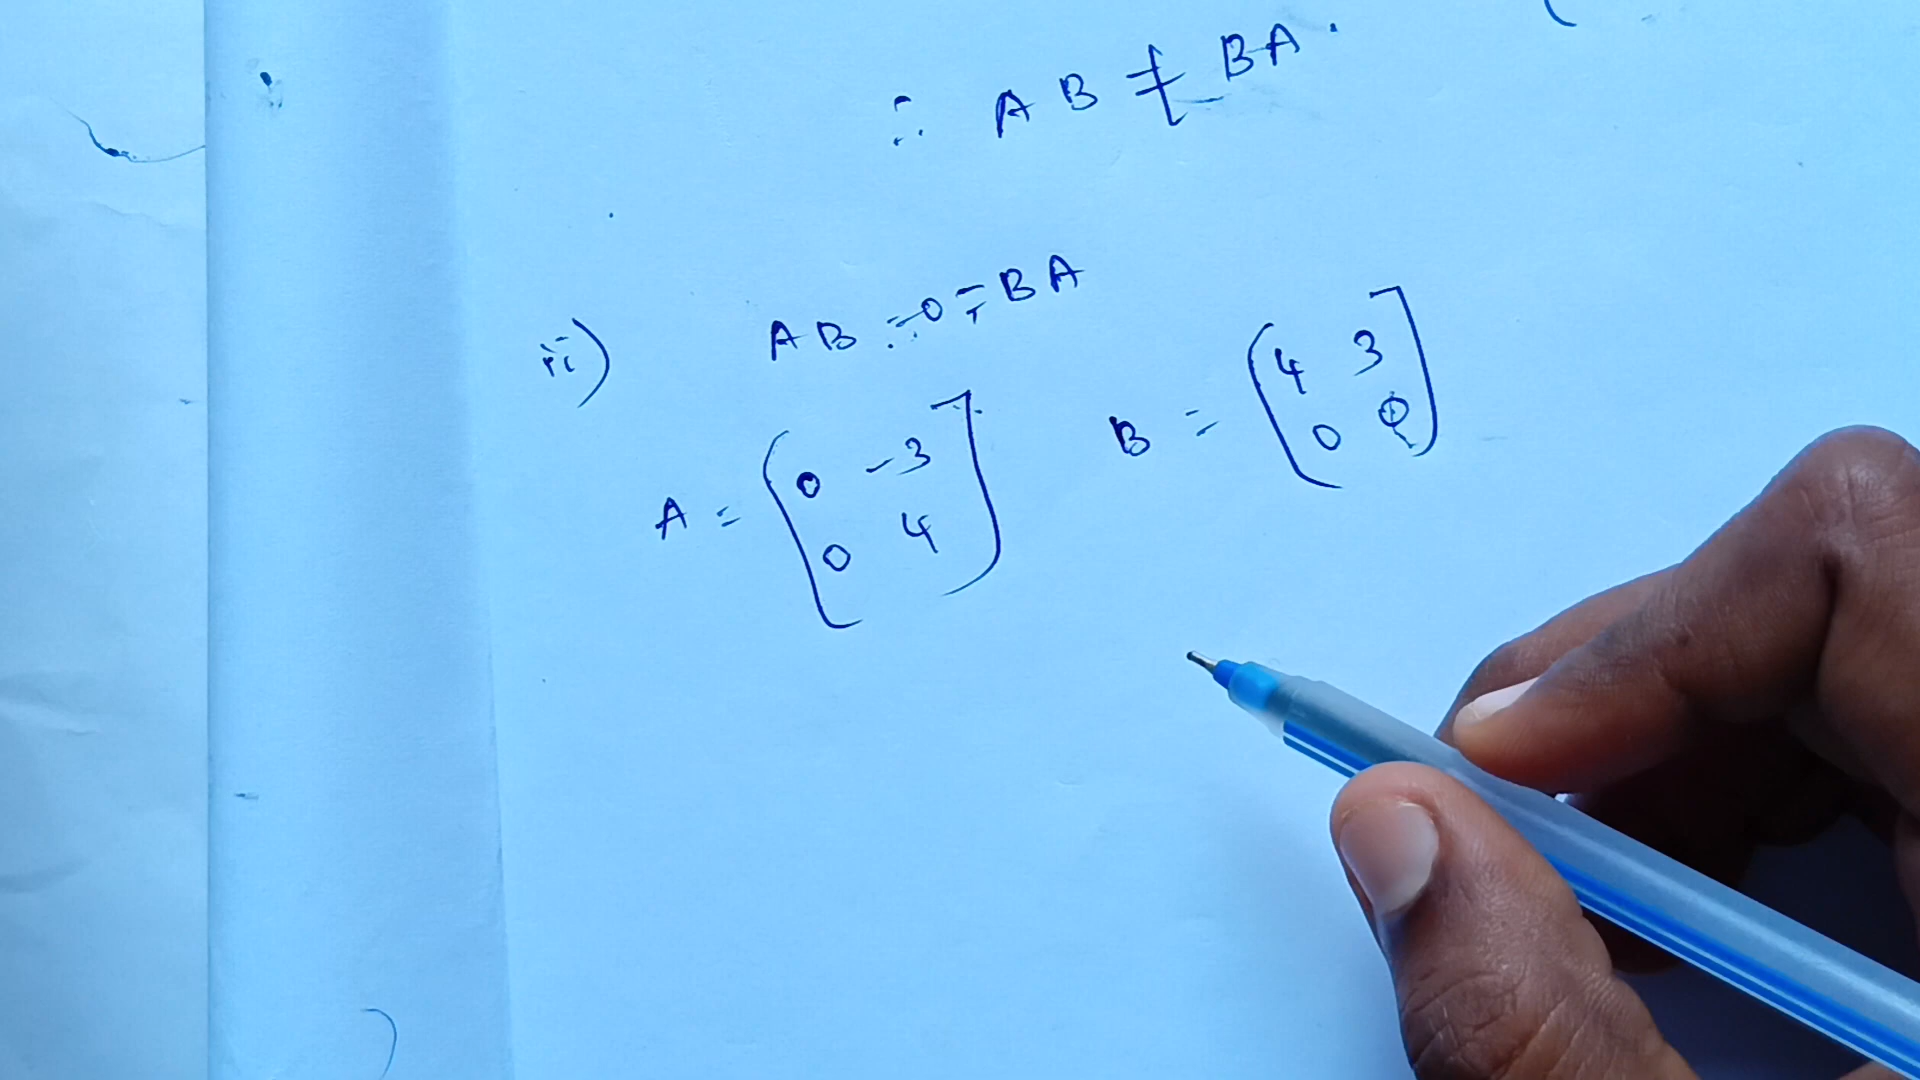 ∴ AB ≠ BA.
ii) AB = 0 = BA
A = [0 -3
0 4]
B = [4 3
0 0]